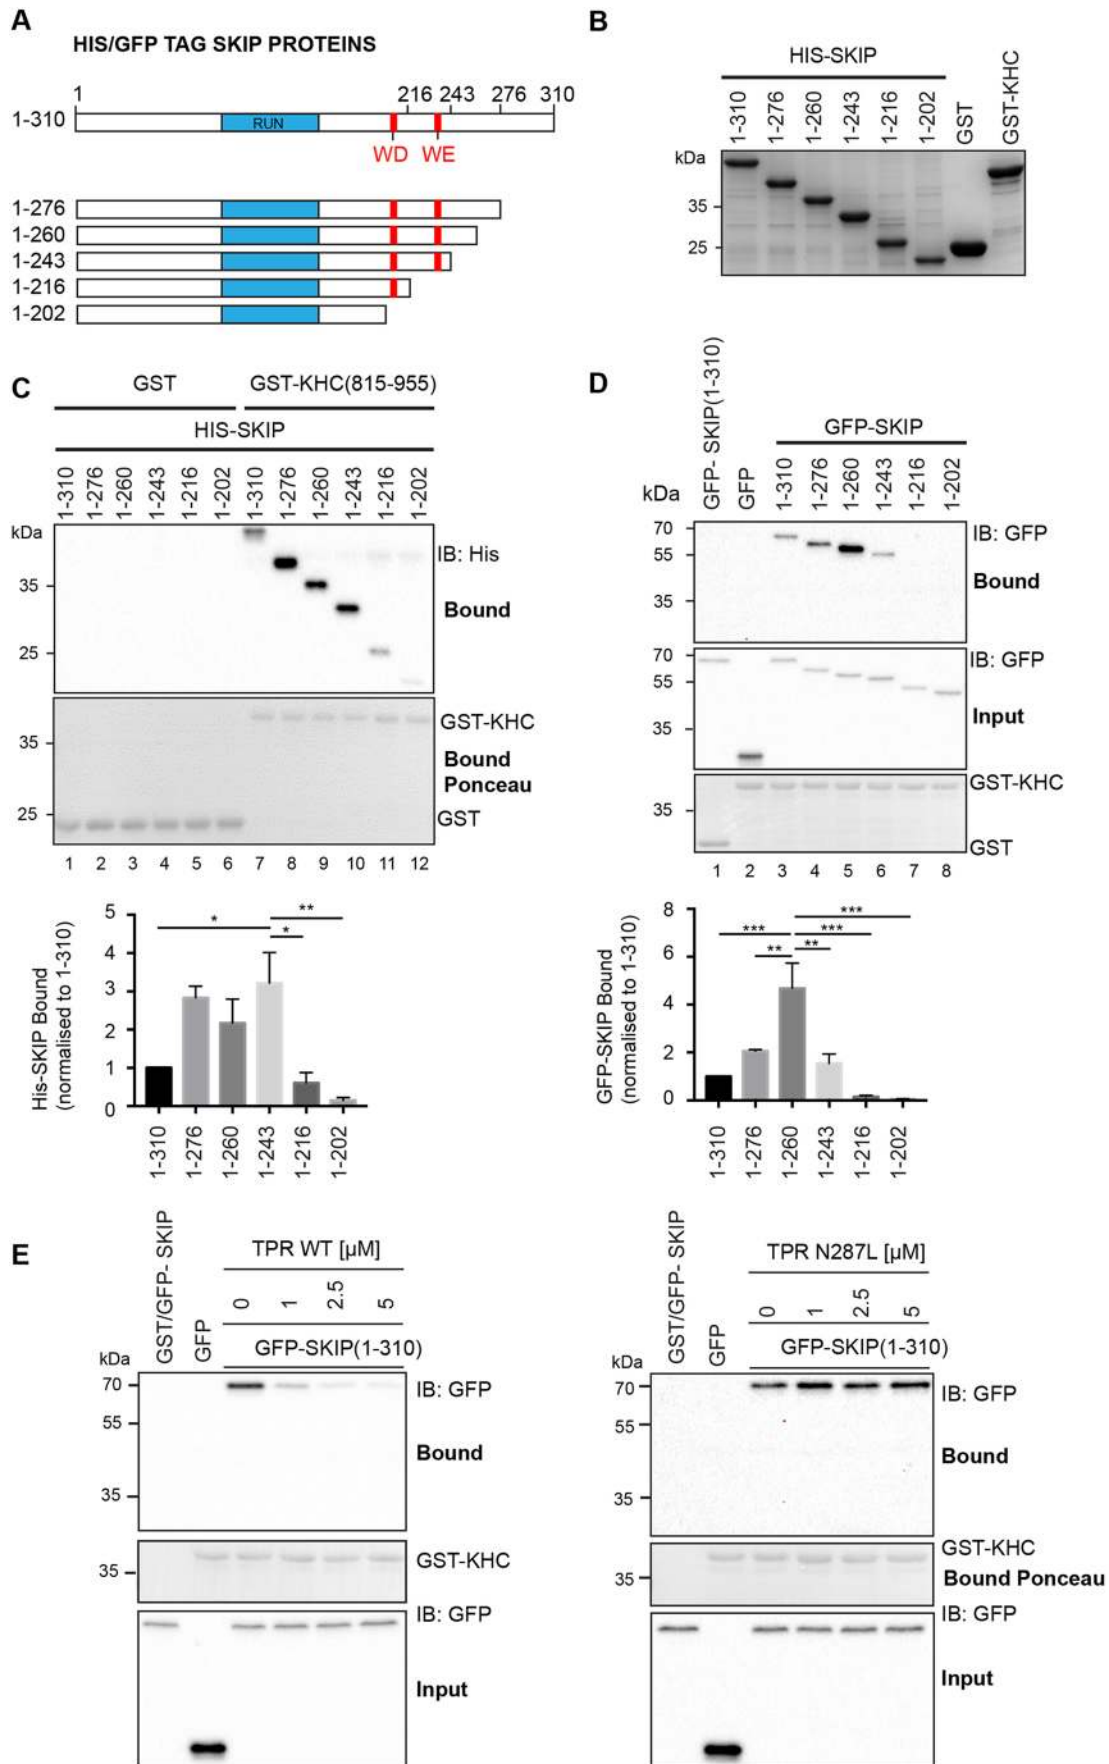 A
HIS/GFP TAG SKIP PROTEINS
1 216 243 276 310
1-310 RUN
WD WE
1-276
1-260
1-243
1-216
1-202
B
HIS-SKIP
1-310 1-276 1-260 1-243 1-216 1-202 GST GST-KHC
kDa
35
25
C
GST GST-KHC(815-955)
HIS-SKIP
1-310 1-276 1-260 1-243 1-216 1-202 1-310 1-276 1-260 1-243 1-216 1-202
kDa
IB: His
35
Bound
25
GST-KHC
35
Bound
Ponceau
25
GST
1 2 3 4 5 6 7 8 9 10 11 12
His-SKIP Bound
(normalised to 1-310)
5
4
3
2
1
0
* ** *
1-310 1-276 1-260 1-243 1-216 1-202
D
GFP- SKIP(1-310) GFP
GFP-SKIP
1-310 1-276 1-260 1-243 1-216 1-202
kDa
70
IB: GFP
55
Bound
35
70
IB: GFP
55
Input
35
GST-KHC
35
GST
1 2 3 4 5 6 7 8
GFP-SKIP Bound
(normalised to 1-310)
8
6
4
2
0
*** *** *** ** **
1-310 1-276 1-260 1-243 1-216 1-202
E
GST/GFP- SKIP GFP
TPR WT [µM]
0 1 2.5 5
GFP-SKIP(1-310)
kDa
70
IB: GFP
55
Bound
35
GST-KHC
35
IB: GFP
Input
GST/GFP- SKIP GFP
TPR N287L [µM]
0 1 2.5 5
GFP-SKIP(1-310)
kDa
70
IB: GFP
55
Bound
35
GST-KHC
35
Bound Ponceau
IB: GFP
Input